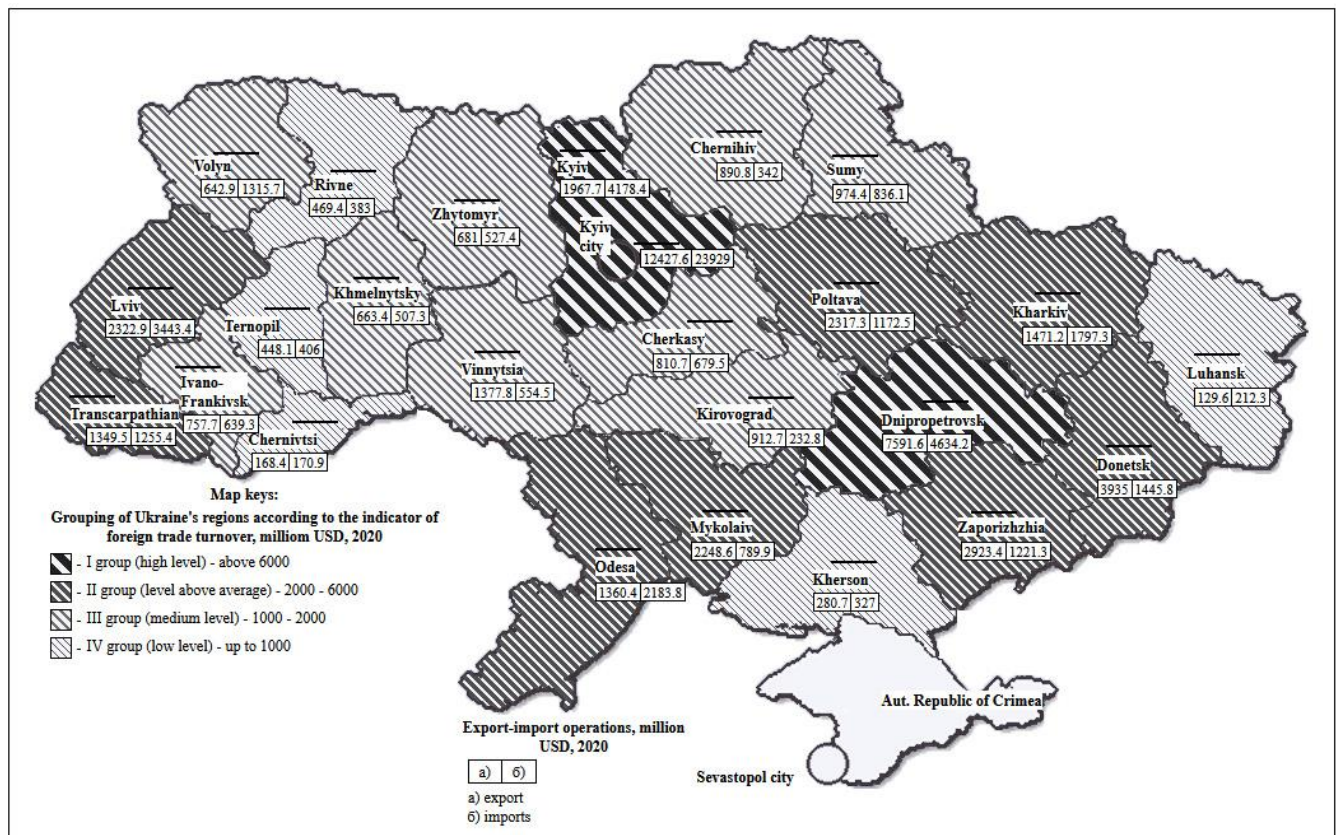 Volyn
642.9 1315.7
Rivne
469.4 383
Zhytomyr
681 527.4
Kyiv
1967.7 4178.4
Kyiv
city
12427.6 23929
Chernihiv
890.8 342
Sumy
974.4 836.1
Lviv
2322.9 3443.4
Ternopil
448.1 406
Khmelnytsky
663.4 507.3
Vinnytsia
1377.8 554.5
Cherkasy
810.7 679.5
Poltava
2317.3 1172.5
Kharkiv
1471.2 1797.3
Luhansk
129.6 212.3
Transcarpathian
1349.5 1255.4
Ivano-
Frankivsk
757.7 639.3
Chernivtsi
168.4 170.9
Kirovograd
912.7 232.8
Dnipropetrovsk
7591.6 4634.2
Donetsk
3935 1445.8
Zaporizhzhia
2923.4 1221.3
Mykolaiv
2248.6 789.9
Odesa
1360.4 2183.8
Kherson
280.7 327
Aut. Republic of Crimea
Sevastopol city
Map keys:
Grouping of Ukraine's regions according to the indicator of
foreign trade turnover, milliom USD, 2020
- I group (high level) - above 6000
- II group (level above average) - 2000 - 6000
- III group (medium level) - 1000 - 2000
- IV group (low level) - up to 1000
Export-import operations, million
USD, 2020
а) б)
а) export
б) imports